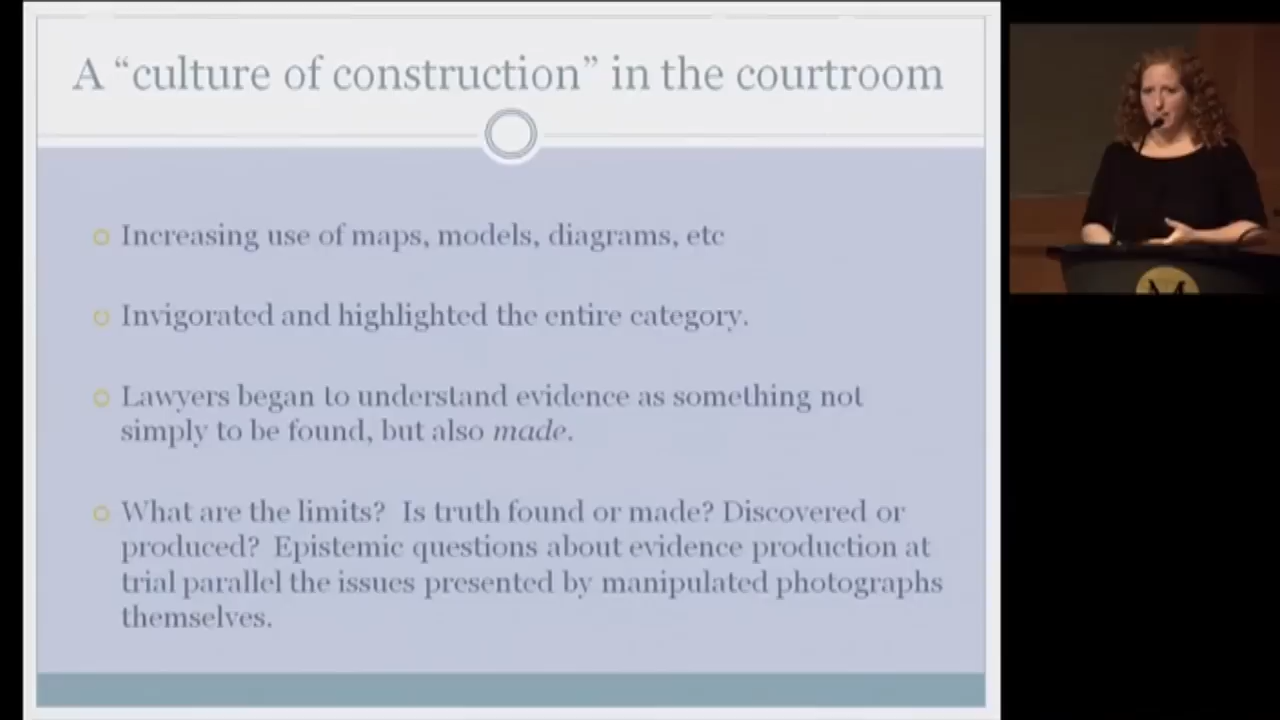 A “culture of construction” in the courtroom
Increasing use of maps, models, diagrams, etc
Invigorated and highlighted the entire category.
Lawyers began to understand evidence as something not
simply to be found, but also made.
What are the limits?  Is truth found or made? Discovered or
produced?  Epistemic questions about evidence production at
trial parallel the issues presented by manipulated photographs
themselves.
M